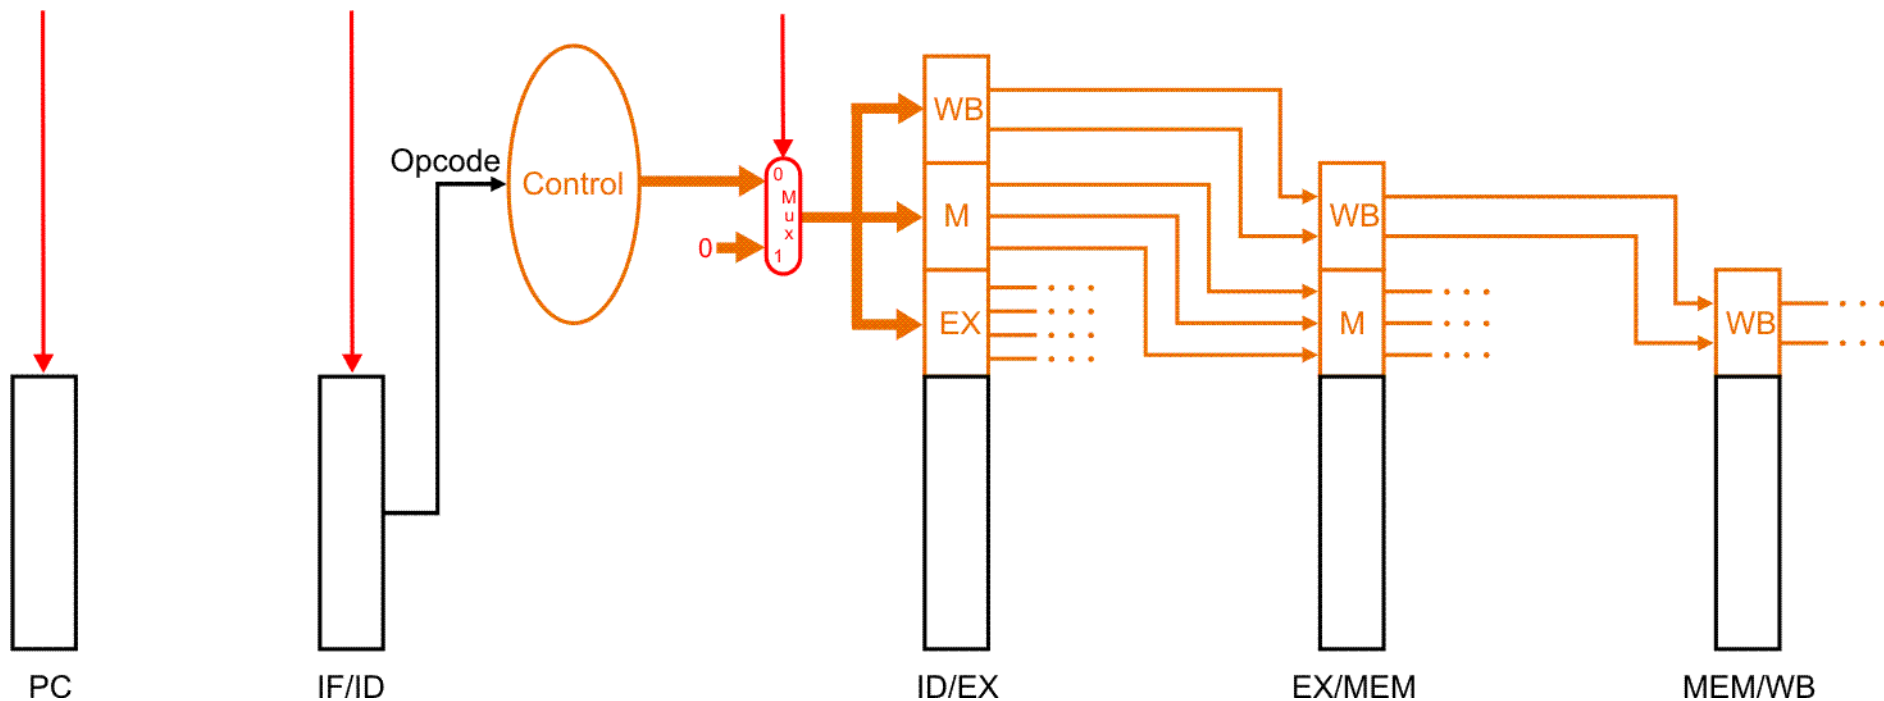 Opcode
Control
0
0
M
u
x
1
WB
M
EX
WB
M
WB
PC
IF/ID
ID/EX
EX/MEM
MEM/WB